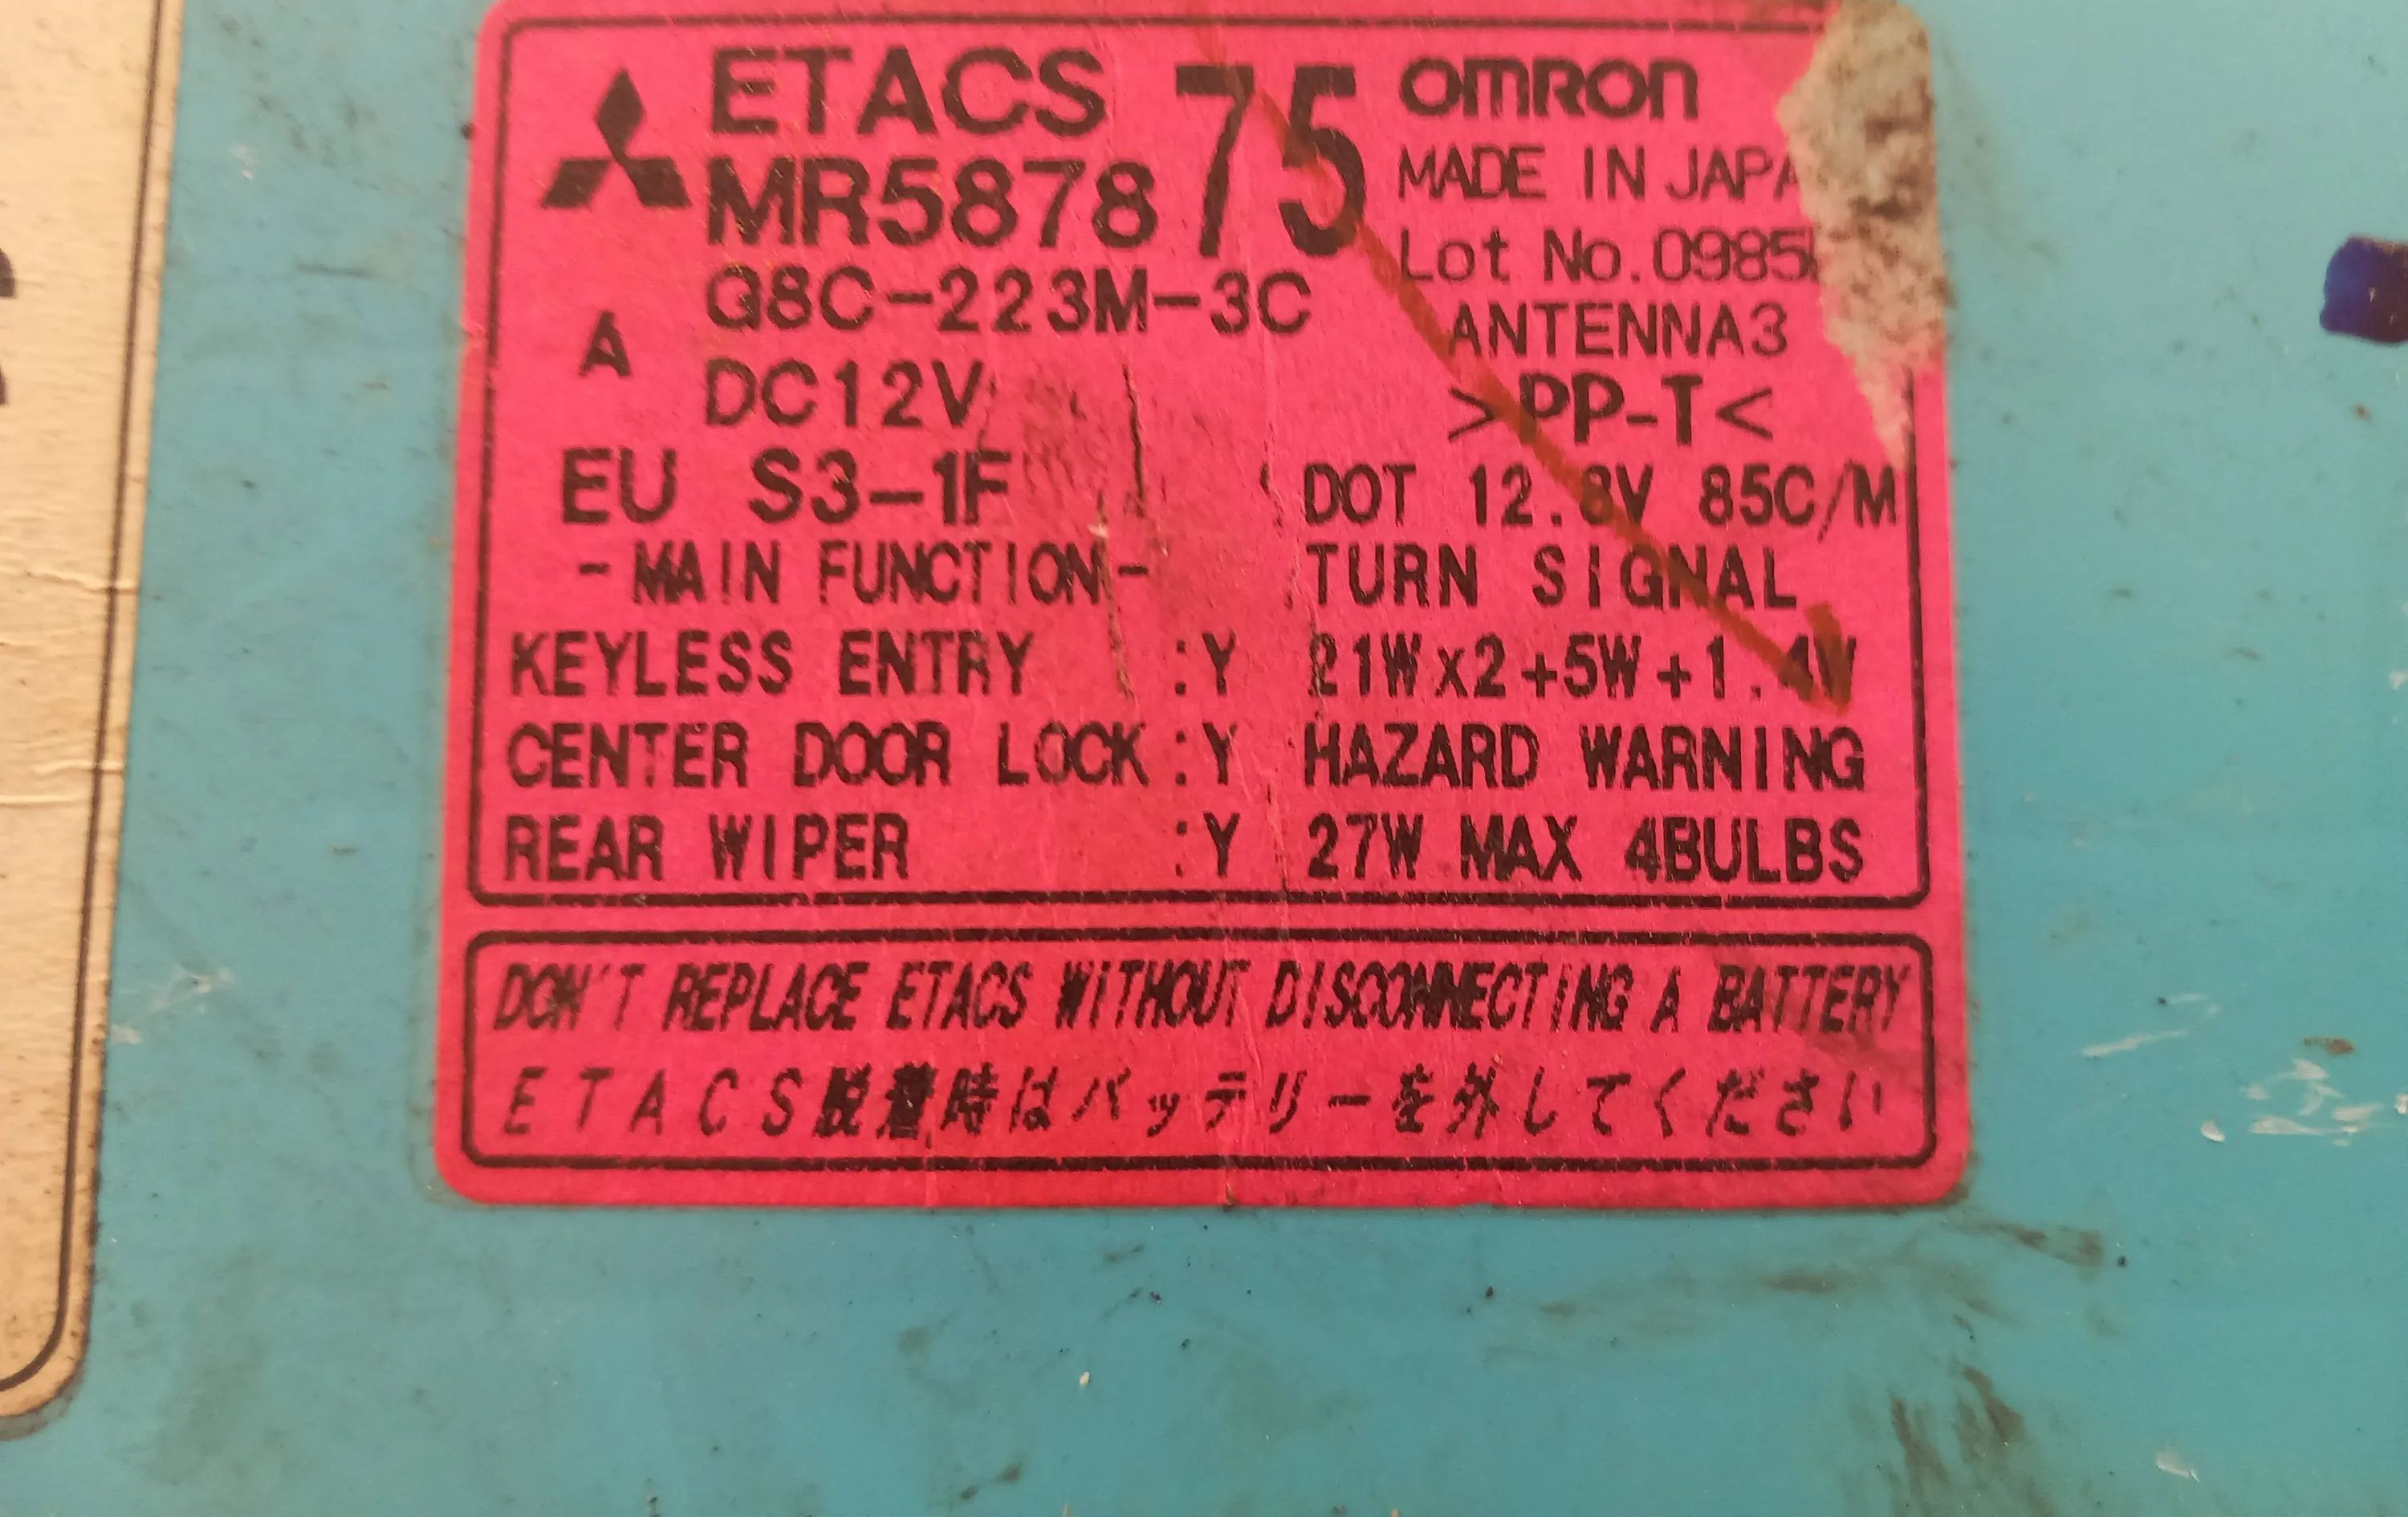 ETACS
MR587875
G8C-223M-3C
A
DC12V
EU S3-1F
- MAIN FUNCTION -
KEYLESS ENTRY :Y
CENTER DOOR LOCK :Y
REAR WIPER :Y
OMRON
MADE IN JAPA
Lot No. 0985
ANTENNA3
>PP-T<
DOT 12.8V 85C/M
TURN SIGNAL
21Wx2+5W+1.4W
HAZARD WARNING
27W MAX 4BULBS
DON'T REPLACE ETACS WITHOUT DISCONNECTING A BATTERY
ETACS脱着時はバッテリーを外してください